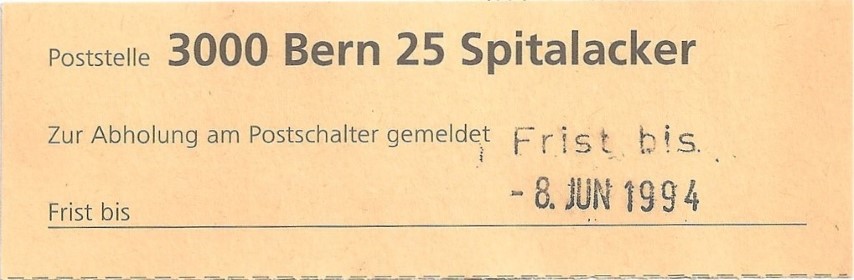 Poststelle 3000 Bern 25 Spitalacker
Zur Abholung am Postschalter gemeldet Frist bis
- 8. JUN 1994
Frist bis